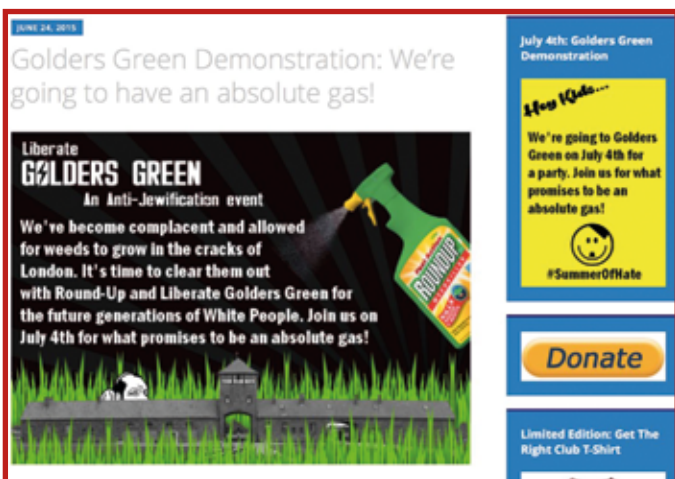 JUNE 24, 2015
Golders Green Demonstration: We're
going to have an absolute gas!
Liberate
GOLDERS GREEN
An Anti-Jewification event
We've become complacent and allowed
for weeds to grow in the cracks of
London. It's time to clear them out
with Round-Up and Liberate Golders Green for
the future generations of White People. Join us on
July 4th for what promises to be an absolute gas!
ROUNDUP
July 4th: Golders Green
Demonstration
Hey Kids...
We're going to Golders
Green on July 4th for
a party. Join us for what
promises to be an
absolute gas!
#SummerOfHate
Donate
Limited Edition: Get The
Right Club T-Shirt